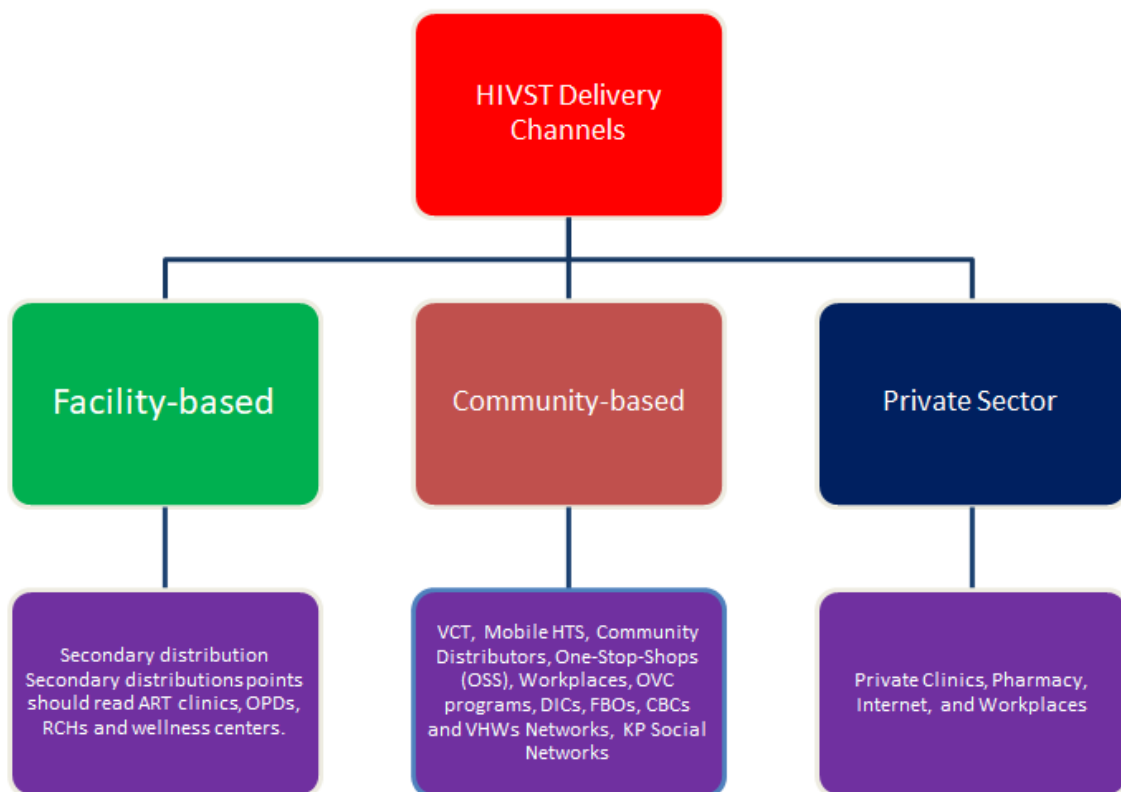 HIVST Delivery
Channels
Facility-based
Community-based
Private Sector
Secondary distribution
Secondary distributions points
should read ART clinics, OPDs,
RCHs and wellness centers.
VCT, Mobile HTS, Community
Distributors, One-Stop-Shops
(OSS), Workplaces, OVC
programs, DICs, FBOs, CBCs
and VHWs Networks, KP Social
Networks
Private Clinics, Pharmacy,
Internet, and Workplaces